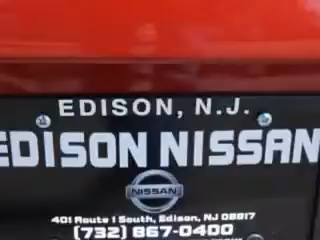 EDISON, N.J.
EDISON NISSAN
NISSAN
401 Route 1 South, Edison, NJ 08817
(732) 867-0400